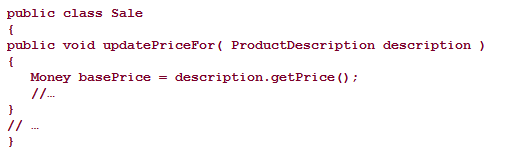 public class Sale
{
public void updatePriceFor( ProductDescription description )
{
   Money basePrice = description.getPrice();
   //…
}
// …
}